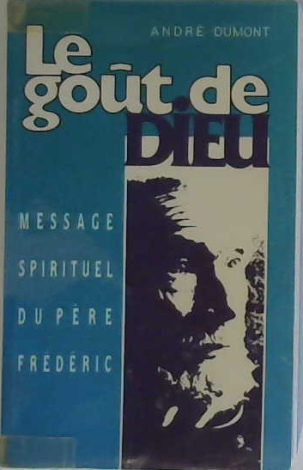 ANDRÉ DUMONT
Le
goût de
DIEU
MESSAGE
SPIRITUEL
DU PÈRE
FRÉDÉRIC